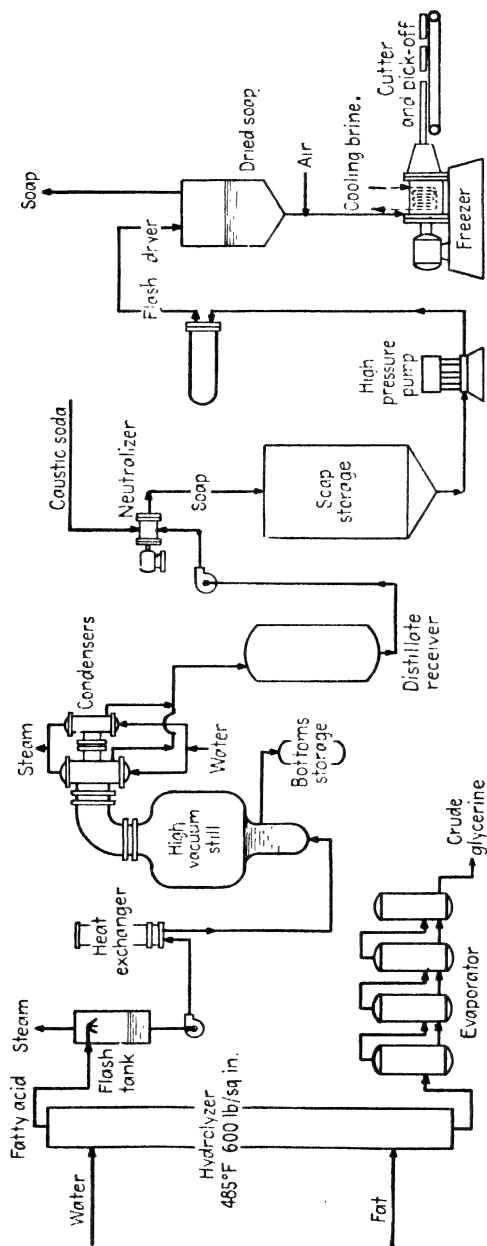 Water
Fat
Fatty acid
Hydrolyzer
485°F 600 lb/sq in.
Steam
Flash
tank
Heat
exchanger
Evaporator
Crude
glycerine
High
vacuum
still
Steam
Condensers
Water
Bottoms
storage
Distillate
receiver
Caustic soda
Neutralizer
Soap
Soap
storage
High
pressure
pump
Flash dryer
Soap
Dried soap
Air
Cooling brine.
Freezer
Cutter
and pick-off